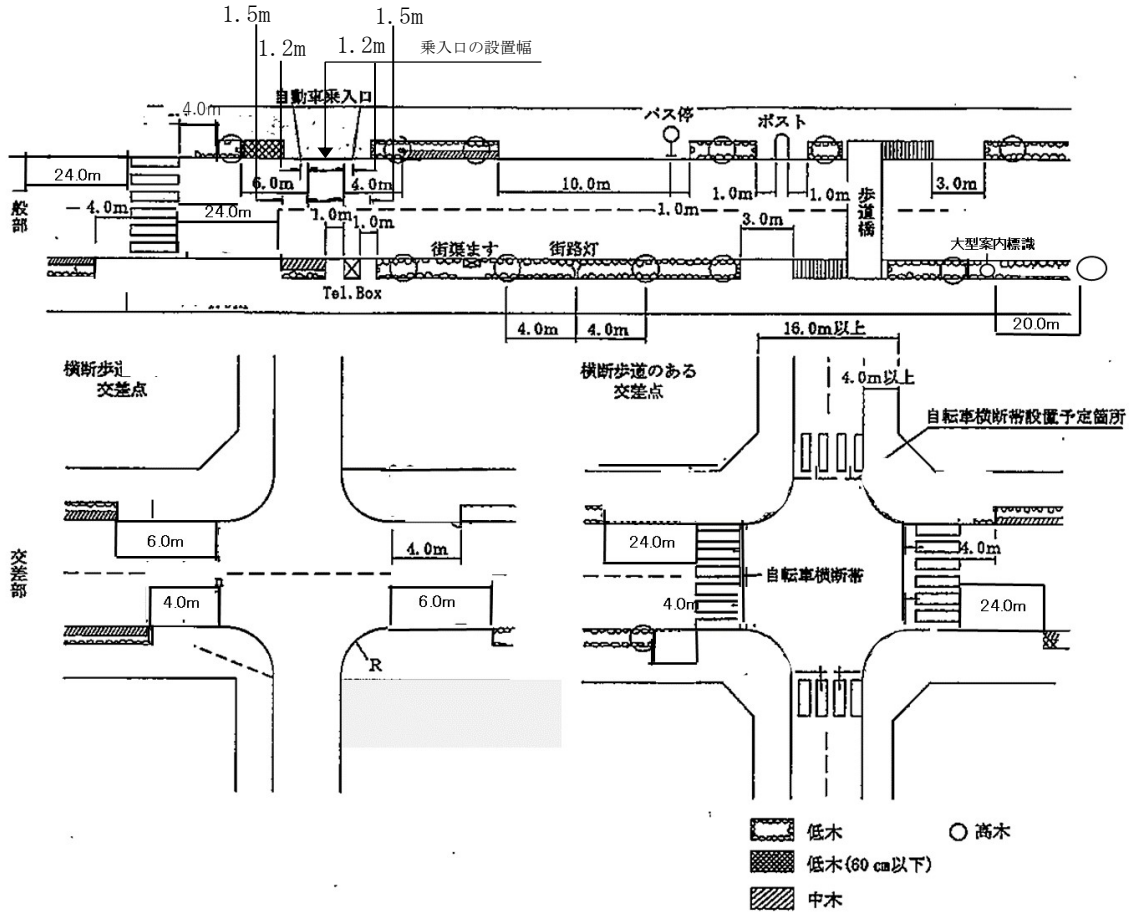 1.5m 1.5m
1.2m 1.2m 乗入口の設置幅
自動車乗入口
4.0m
バス停 ポスト
24.0m 6.0m 4.0m 10.0m 1.0m 1.0m 3.0m
一般部
4.0m 24.0m 1.0m 1.0m 1.0m 3.0m 歩道橋
街渠ます 街路灯 大型案内標識
Tel.Box
4.0m 4.0m 20.0m
16.0m以上
横断歩道
交差点
横断歩道のある
交差点
4.0m以上
自転車横断帯設置予定箇所
交差部
6.0m 4.0m 24.0m 4.0m
自転車横断帯
4.0m 6.0m 4.0m 24.0m
R
低木 高木
低木(60cm以下)
中木